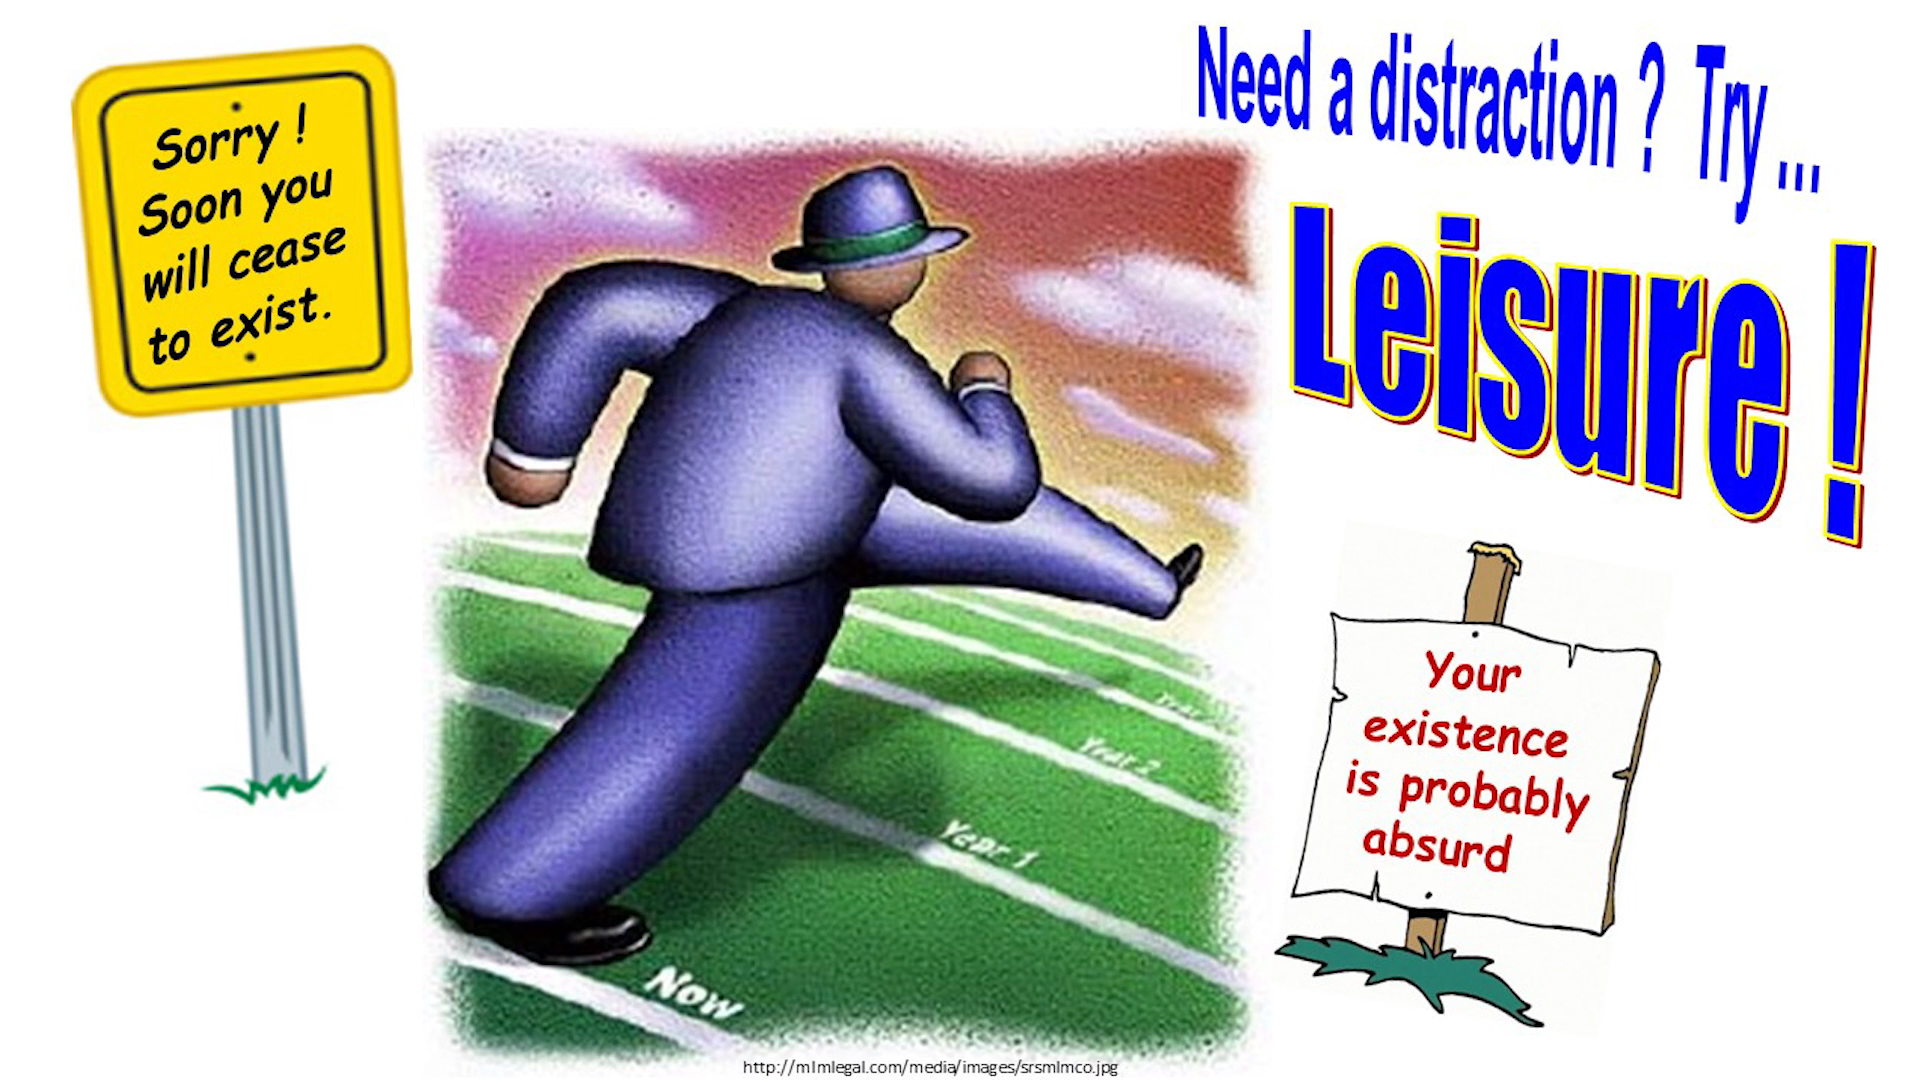 Sorry !
Soon you
will cease
to exist.
Need a distraction ? Try ...
Leisure !
Year 2
Year 1
Now
Your
existence
is probably
absurd
http://mlmlegal.com/media/images/srsmlmco.jpg